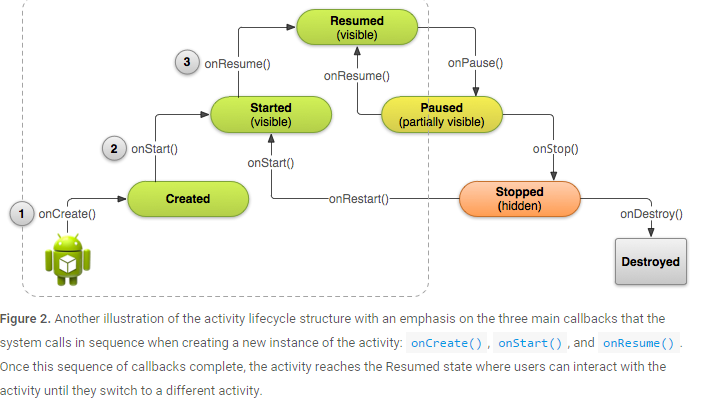 Resumed
(visible)
3
onResume()
onResume()
onPause()
Started
(visible)
Paused
(partially visible)
2
onStart()
onStart()
onStop()
1
onCreate()
Created
onRestart()
Stopped
(hidden)
onDestroy()
Destroyed
Figure 2. Another illustration of the activity lifecycle structure with an emphasis on the three main callbacks that the
system calls in sequence when creating a new instance of the activity: onCreate() , onStart() , and onResume() .
Once this sequence of callbacks complete, the activity reaches the Resumed state where users can interact with the
activity until they switch to a different activity.